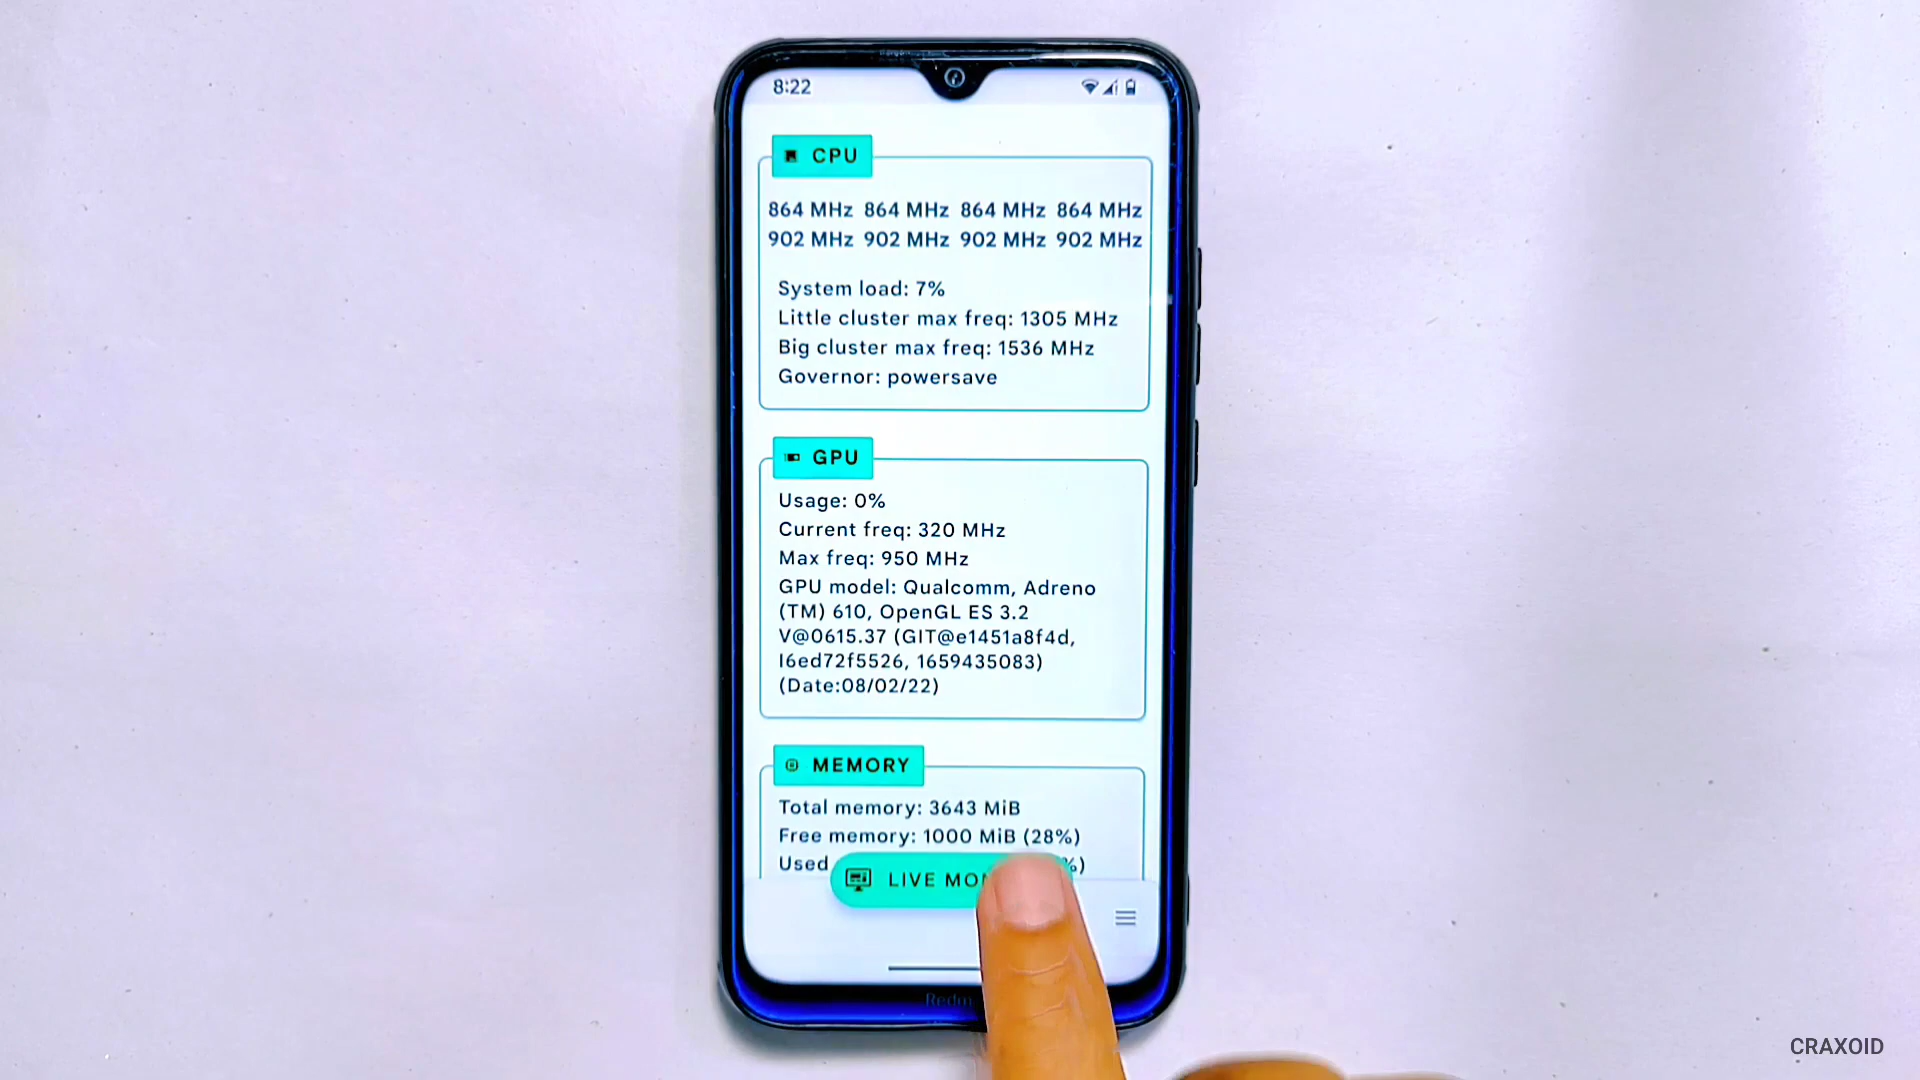 8:22
CPU
864 MHz 864 MHz 864 MHz 864 MHz
902 MHz 902 MHz 902 MHz 902 MHz
System load: 7%
Little cluster max freq: 1305 MHz
Big cluster max freq: 1536 MHz
Governor: powersave
GPU
Usage: 0%
Current freq: 320 MHz
Max freq: 950 MHz
GPU model: Qualcomm, Adreno
(TM) 610, OpenGL ES 3.2
V@0615.37 (GIT@e1451a8f4d,
I6ed72f5526, 1659435083)
(Date:08/02/22)
MEMORY
Total memory: 3643 MiB
Free memory: 1000 MiB (28%)
Used %)
LIVE MON
Redm
CRAXOID